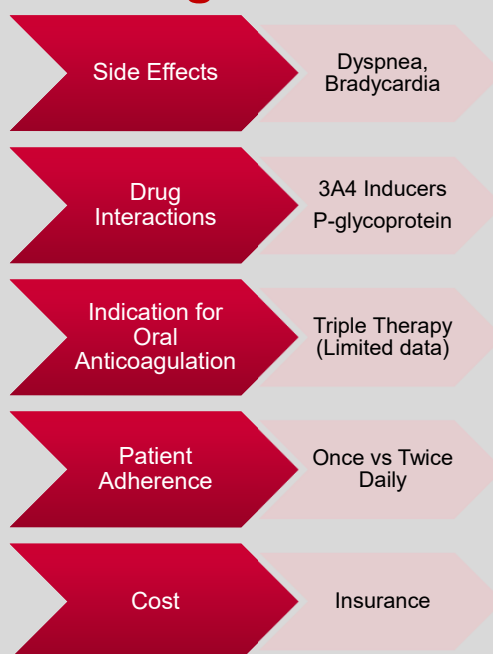 Side Effects
Dyspnea,
Bradycardia
Drug
Interactions
3A4 Inducers
P-glycoprotein
Indication for
Oral
Anticoagulation
Triple Therapy
(Limited data)
Patient
Adherence
Once vs Twice
Daily
Cost
Insurance